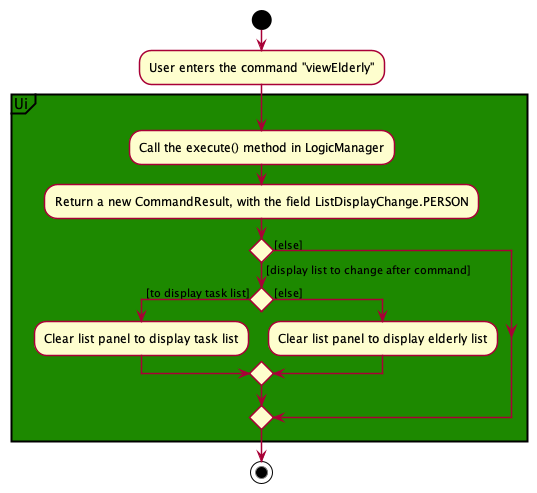 User enters the command "viewElderly"
Ui
Call the execute() method in LogicManager
Return a new CommandResult, with the field ListDisplayChange.PERSON
[else]
[display list to change after command]
[to display task list]
[else]
Clear list panel to display task list
Clear list panel to display elderly list